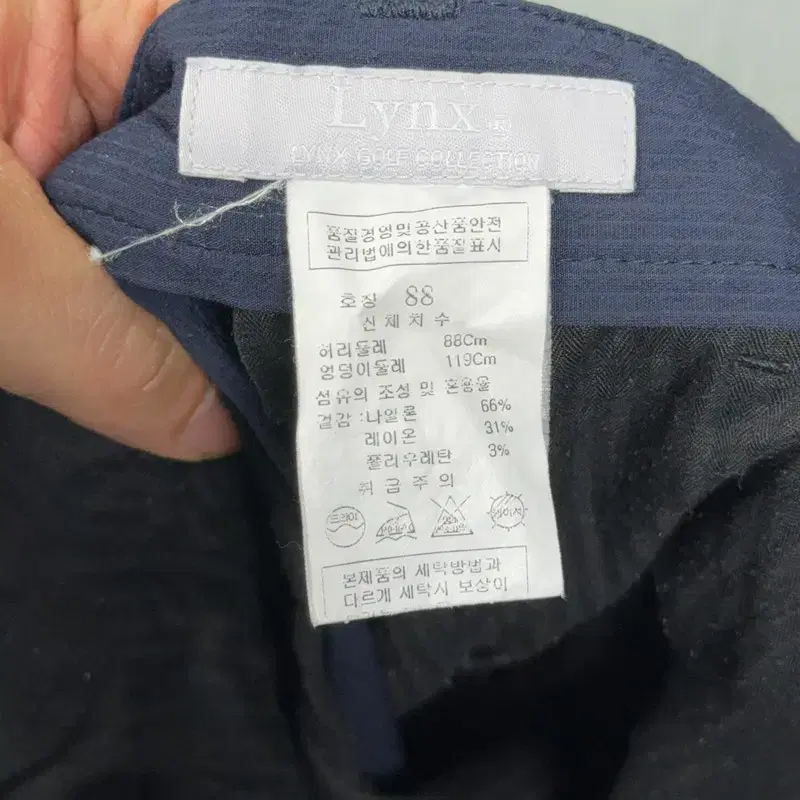 Lynx®
LYNX GOLF COLLECTION
품질경영및공산품안전
관리법에의한품질표시
호칭 88
신체치수
허리둘레 88Cm
엉덩이둘레 119Cm
섬유의 조성 및 혼용율
겉감 :나일론 66%
레이온 31%
폴리우레탄 3%
취급주의
드라이
본제품의 세탁방법과
다르게 세탁시 보상이